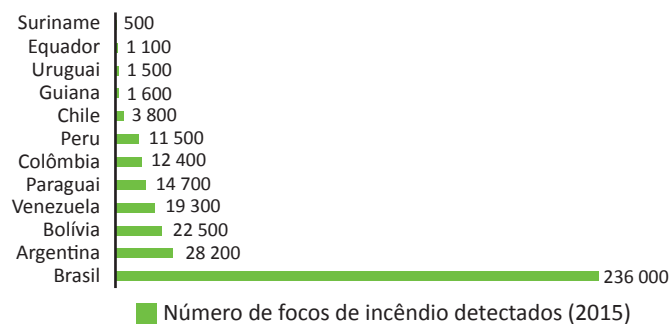 Suriname 500
Equador 1 100
Uruguai 1 500
Guiana 1 600
Chile 3 800
Peru 11 500
Colômbia 12 400
Paraguai 14 700
Venezuela 19 300
Bolívia 22 500
Argentina 28 200
Brasil 236 000
Número de focos de incêndio detectados (2015)